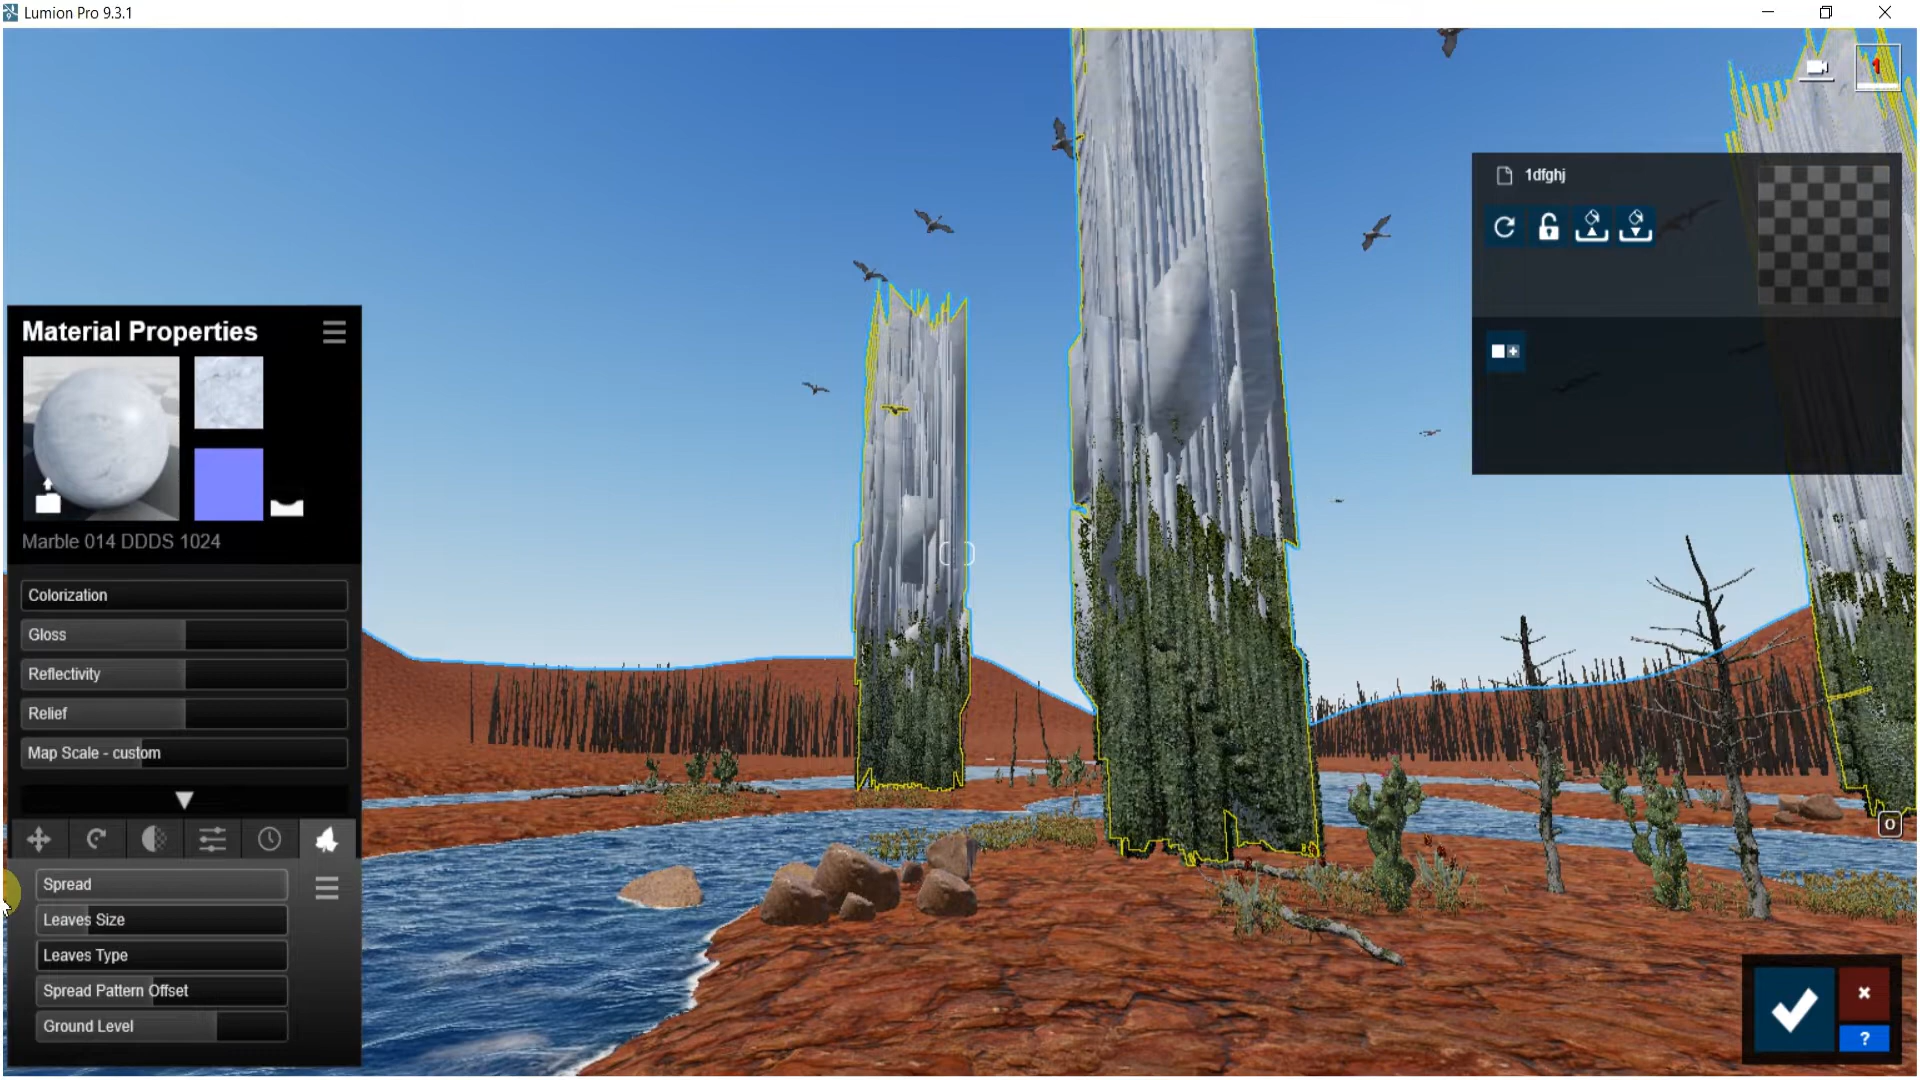 Lumion Pro 9.3.1
1
1dfghj
Material Properties
Marble 014 DDDS 1024
Colorization
Gloss
Reflectivity
Relief
Map Scale - custom
Spread
Leaves Size
Leaves Type
Spread Pattern Offset
Ground Level
O
?